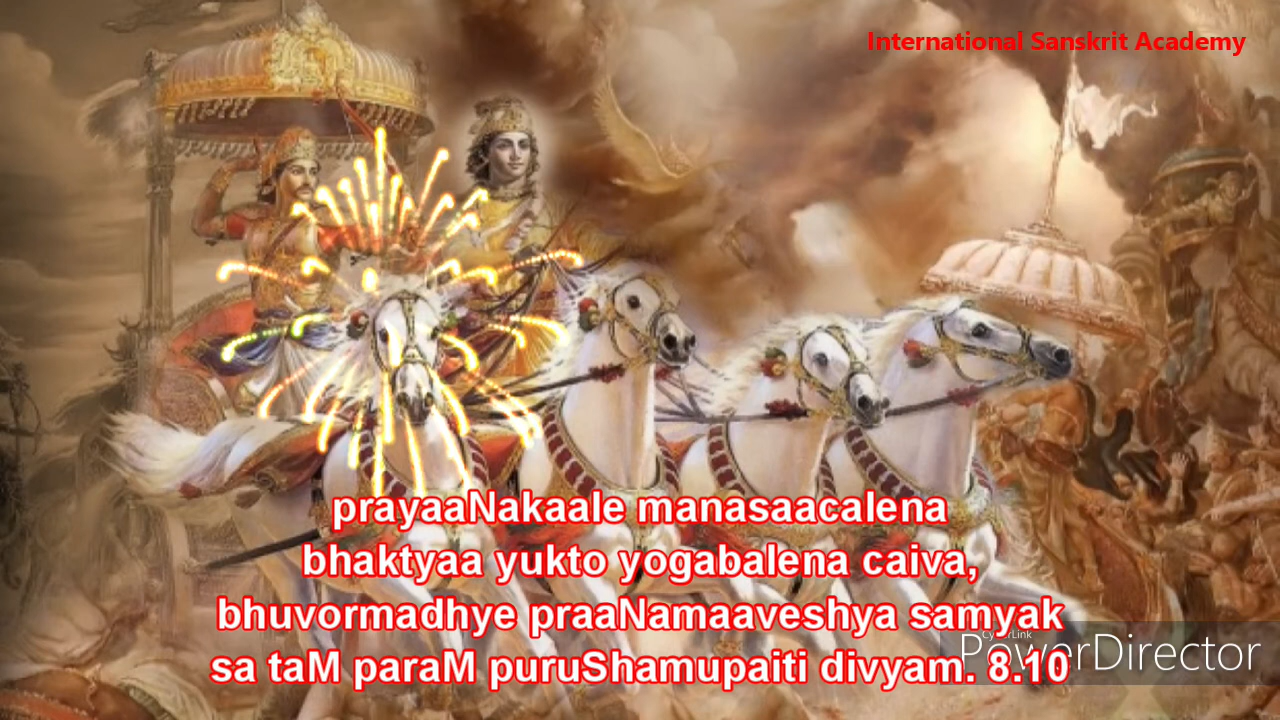 International Sanskrit Academy
prayaaNakaale manasaacalena
bhaktyaa yukto yogabalena caiva,
bhuvormadhye praaNamaaveshya samyak
CyberLink
PowerDirector
sa taM paraM puruShamupaiti divyam. 8.10